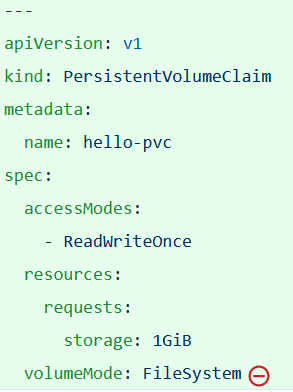 ---
apiVersion: v1
kind: PersistentVolumeClaim
metadata:
  name: hello-pvc
spec:
  accessModes:
    - ReadWriteOnce
  resources:
    requests:
      storage: 1GiB
  volumeMode: FileSystem